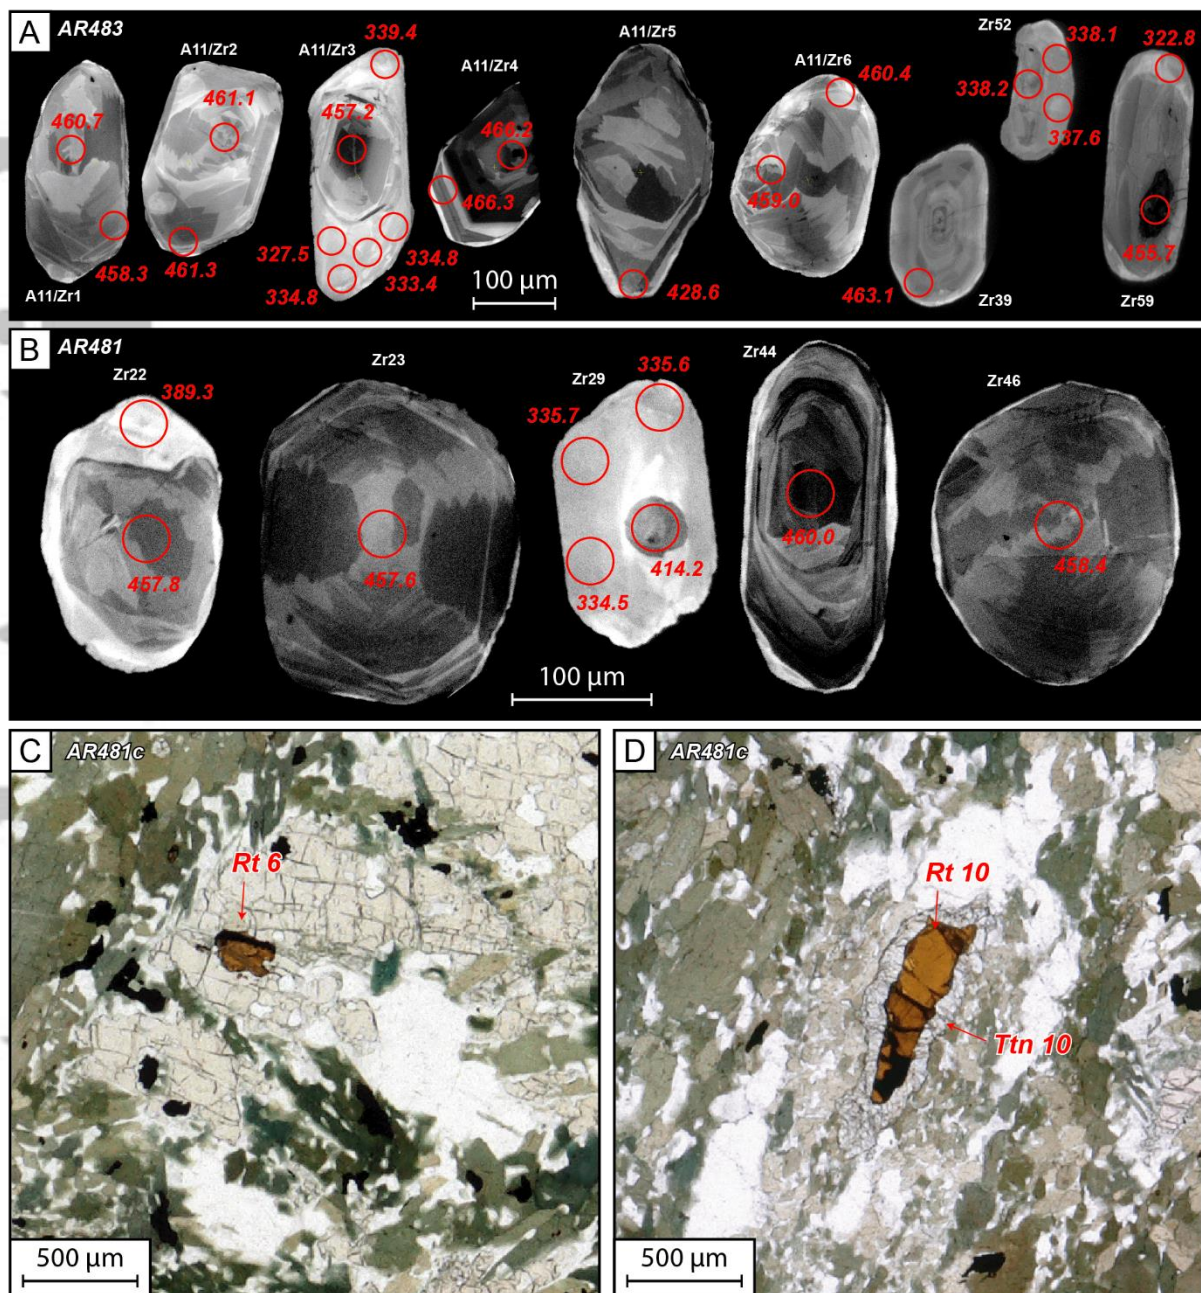 A AR483
A11/Zr1
460.7
458.3
A11/Zr2
461.1
461.3
A11/Zr3
339.4
457.2
327.5
334.8
333.4
334.8
A11/Zr4
466.2
466.3
100 µm
A11/Zr5
428.6
A11/Zr6
460.4
459.0
Zr39
463.1
Zr52
338.1
338.2
337.6
Zr59
322.8
455.7
B AR481
Zr22
389.3
457.8
Zr23
457.6
Zr29
335.6
335.7
414.2
334.5
100 µm
Zr44
460.0
Zr46
458.4
C AR481c
Rt 6
500 µm
D AR481c
Rt 10
Ttn 10
500 µm